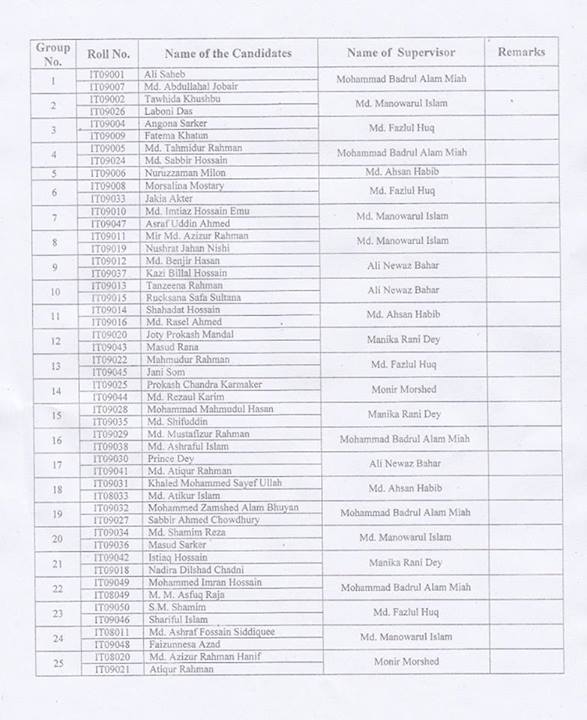 Group No. Roll No. Name of the Candidates Name of Supervisor Remarks
1 IT09001 Ali Saheb Mohammad Badrul Alam Miah
IT09007 Md. Abdullahal Jobair
2 IT09002 Tawhida Khushbu Md. Manowarul Islam
IT09026 Laboni Das
3 IT09004 Angona Sarker Md. Fazlul Huq
IT09009 Fatema Khatun
4 IT09005 Md. Tahmidur Rahman Mohammad Badrul Alam Miah
IT09024 Md. Sabbir Hossain
5 IT09006 Nuruzzaman Milon Md. Ahsan Habib
6 IT09008 Morsalina Mostary Md. Fazlul Huq
IT09033 Jakia Akter
7 IT09010 Md. Imtiaz Hossain Emu Md. Manowarul Islam
IT09047 Asraf Uddin Ahmed
8 IT09011 Mir Md. Azizur Rahman Md. Manowarul Islam
IT09019 Nushrat Jahan Nishi
9 IT09012 Md. Benjir Hasan Ali Newaz Bahar
IT09037 Kazi Billal Hossain
10 IT09013 Tanzeena Rahman Ali Newaz Bahar
IT09015 Rucksana Safa Sultana
11 IT09014 Shahadat Hossain Md. Ahsan Habib
IT09016 Md. Rasel Ahmed
12 IT09020 Joty Prokash Mandal Manika Rani Dey
IT09043 Masud Rana
13 IT09022 Mahmudur Rahman Md. Fazlul Huq
IT09045 Jani Som
14 IT09025 Prokash Chandra Karmaker Monir Morshed
IT09044 Md. Rezaul Karim
15 IT09028 Mohammad Mahmudul Hasan Manika Rani Dey
IT09035 Md. Shifuddin
16 IT09029 Md. Mustafizur Rahman Mohammad Badrul Alam Miah
IT09038 Md. Ashraful Islam
17 IT09030 Prince Dey Ali Newaz Bahar
IT09041 Md. Atiqur Rahman
18 IT09031 Khaled Mohammed Sayef Ullah Md. Ahsan Habib
IT08033 Md. Atikur Islam
19 IT09032 Mohammed Zamshed Alam Bhuyan Mohammad Badrul Alam Miah
IT09027 Sabbir Ahmed Chowdhury
20 IT09034 Md. Shamim Reza Md. Manowarul Islam
IT09036 Masud Sarker
21 IT09042 Istiaq Hossain Manika Rani Dey
IT09018 Nadira Dilshad Chadni
22 IT09049 Mohammed Imran Hossain Mohammad Badrul Alam Miah
IT08049 M. M. Asfuq Raja
23 IT09050 S.M. Shamim Md. Fazlul Huq
IT09046 Shariful Islam
24 IT08011 Md. Ashraf Fossain Siddiquee Md. Manowarul Islam
IT09048 Faizunnesa Azad
25 IT08020 Md. Azizur Rahman Hanif Monir Morshed
IT09021 Atiqur Rahman